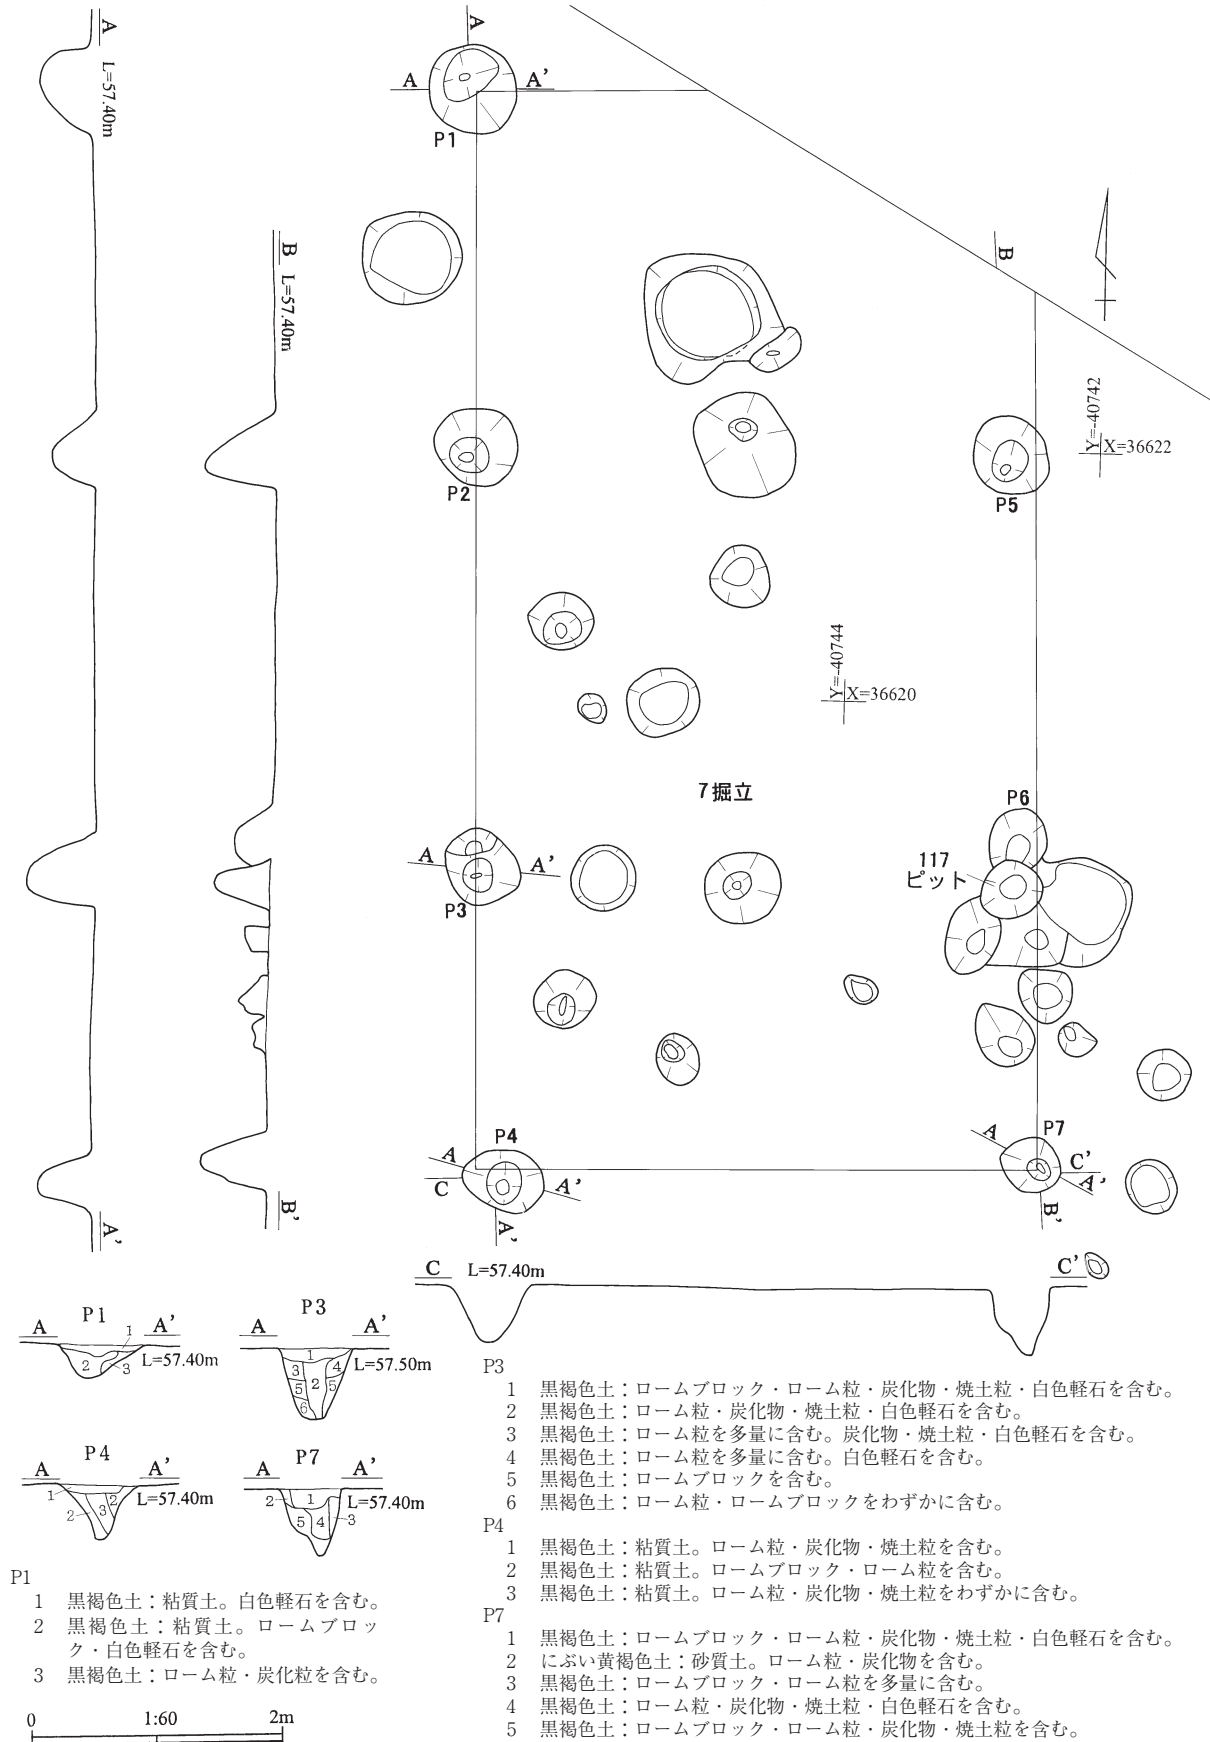 A
L=57.40m
A'
B
L=57.40m
B'
A
A
A'
P1
B
P2
P5
Y=-40742
X=36622
Y=-40744
X=36620
7掘立
P6
117
ピット
A
A'
P3
P4
A
C
A'
A'
P7
A
C'
A'
B'
C
L=57.40m
C'
P1
A
A'
L=57.40m
1
2
3
P3
A
A'
L=57.50m
1
3
4
2
5
5
6
P4
A
A'
L=57.40m
1
2
3
2
P7
A
A'
L=57.40m
2
1
5
4
3
P1
1 黒褐色土：粘質土。白色軽石を含む。
2 黒褐色土：粘質土。ロームブロッ
ク・白色軽石を含む。
3 黒褐色土：ローム粒・炭化粒を含む。
0 1:60 2m
P3
1 黒褐色土：ロームブロック・ローム粒・炭化物・焼土粒・白色軽石を含む。
2 黒褐色土：ローム粒・炭化物・焼土粒・白色軽石を含む。
3 黒褐色土：ローム粒を多量に含む。炭化物・焼土粒・白色軽石を含む。
4 黒褐色土：ローム粒を多量に含む。白色軽石を含む。
5 黒褐色土：ロームブロックを含む。
6 黒褐色土：ローム粒・ロームブロックをわずかに含む。
P4
1 黒褐色土：粘質土。ローム粒・炭化物・焼土粒を含む。
2 黒褐色土：粘質土。ロームブロック・ローム粒を含む。
3 黒褐色土：粘質土。ローム粒・炭化物・焼土粒をわずかに含む。
P7
1 黒褐色土：ロームブロック・ローム粒・炭化物・焼土粒・白色軽石を含む。
2 にぶい黄褐色土：砂質土。ローム粒・炭化物を含む。
3 黒褐色土：ロームブロック・ローム粒を多量に含む。
4 黒褐色土：ローム粒・炭化物・焼土粒・白色軽石を含む。
5 黒褐色土：ロームブロック・ローム粒・炭化物・焼土粒を含む。